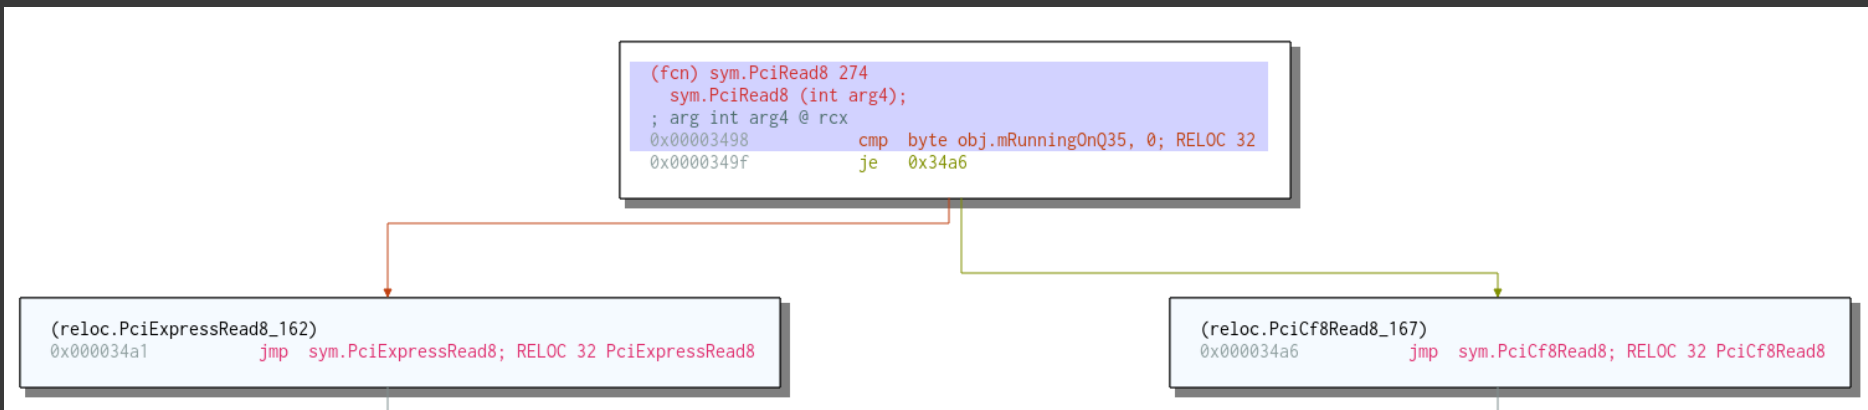 (fcn) sym.PciRead8 274
sym.PciRead8 (int arg4);
; arg int arg4 @ rcx
0x00003498 cmp byte obj.mRunningOnQ35, 0; RELOC 32
0x0000349f je 0x34a6
(reloc.PciExpressRead8_162)
0x000034a1 jmp sym.PciExpressRead8; RELOC 32 PciExpressRead8
(reloc.PciCf8Read8_167)
0x000034a6 jmp sym.PciCf8Read8; RELOC 32 PciCf8Read8